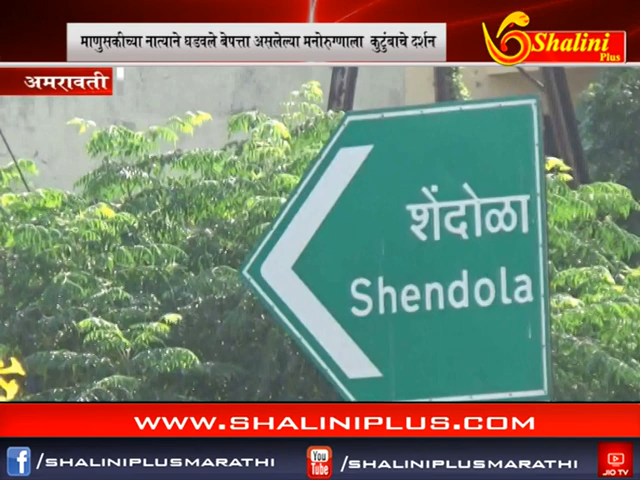 माणुसकीच्या नात्याने घडवले बेपत्ता असलेल्या मनोरुग्णाला कुटुंबाचे दर्शन
Shalini
Plus
अमरावती
शेंदोळा
Shendola
WWW.SHALINIPLUS.COM
/SHALINIPLUSMARATHI
You
Tube
/SHALINIPLUSMARATHI
JIO TV